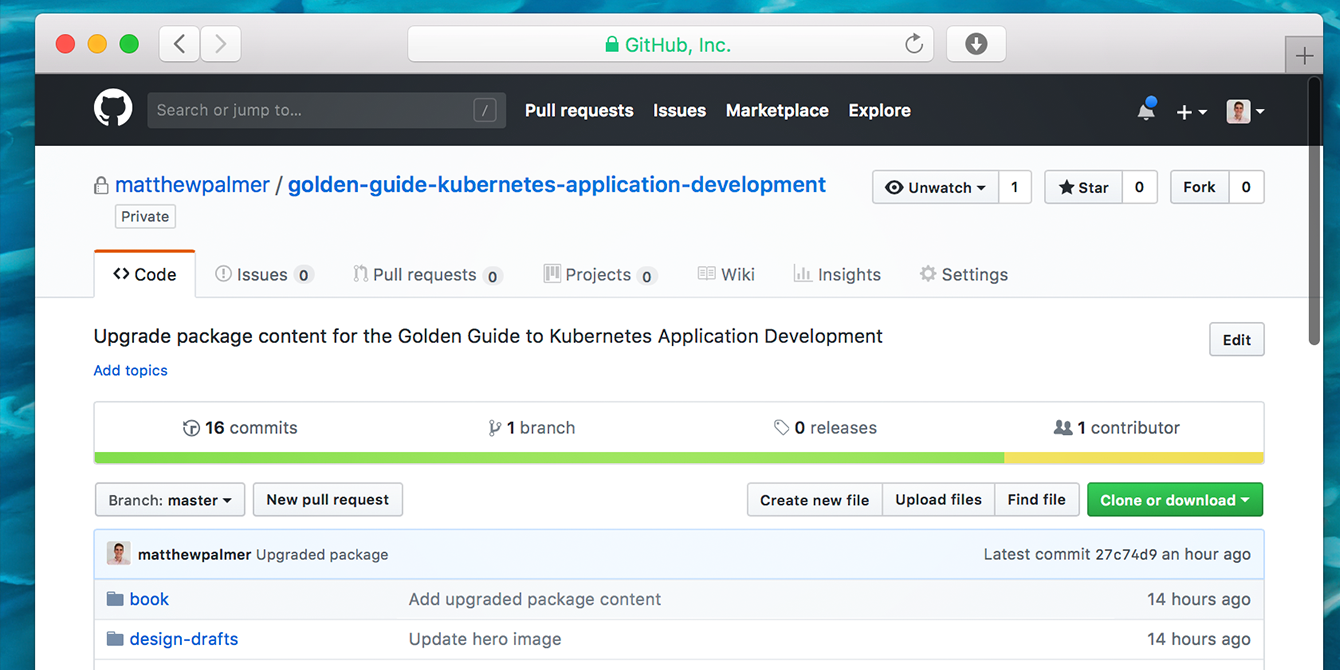 GitHub, Inc.
Search or jump to... / Pull requests Issues Marketplace Explore
matthewpalmer / golden-guide-kubernetes-application-development Unwatch 1 Star 0 Fork 0
Private
Code Issues 0 Pull requests 0 Projects 0 Wiki Insights Settings
Upgrade package content for the Golden Guide to Kubernetes Application Development Edit
Add topics
16 commits 1 branch 0 releases 1 contributor
Branch: master New pull request Create new file Upload files Find file Clone or download
matthewpalmer Upgraded package Latest commit 27c74d9 an hour ago
book Add upgraded package content 14 hours ago
design-drafts Update hero image 14 hours ago